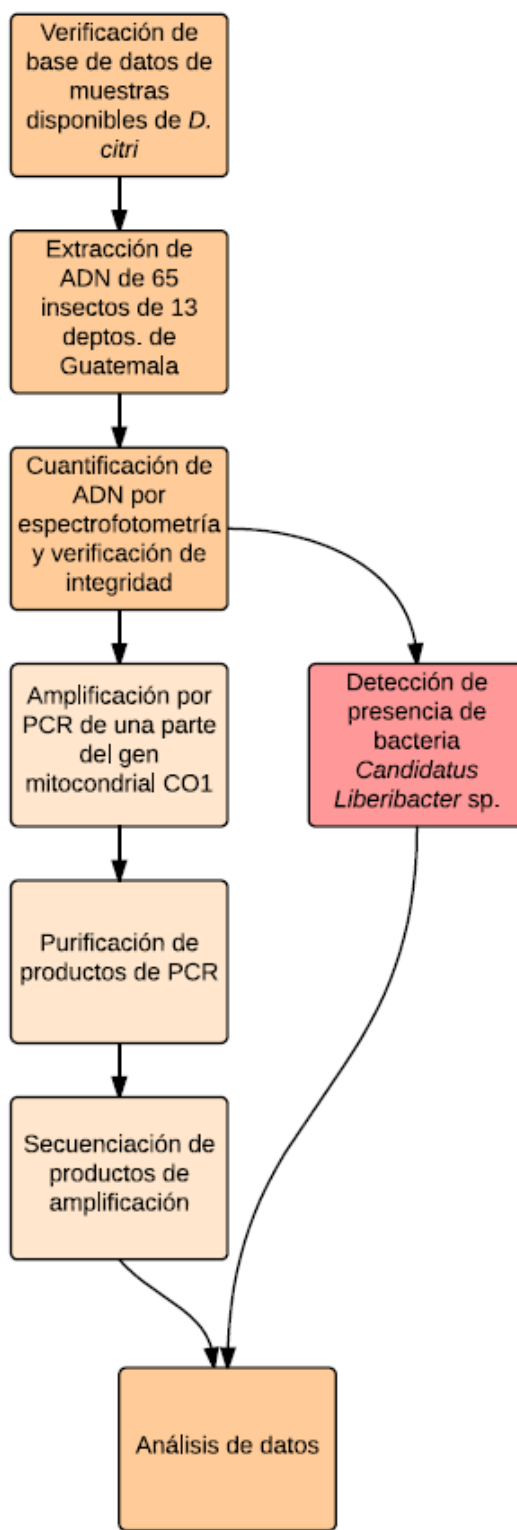 Verificación de
base de datos de
muestras
disponibles de D.
citri
Extracción de
ADN de 65
insectos de 13
deptos. de
Guatemala
Cuantificación de
ADN por
espectrofotometría
y verificación de
integridad
Amplificación por
PCR de una parte
del gen
mitocondrial CO1
Detección de
presencia de
bacteria
Candidatus
Liberibacter sp.
Purificación de
productos de PCR
Secuenciación de
productos de
amplificación
Análisis de datos